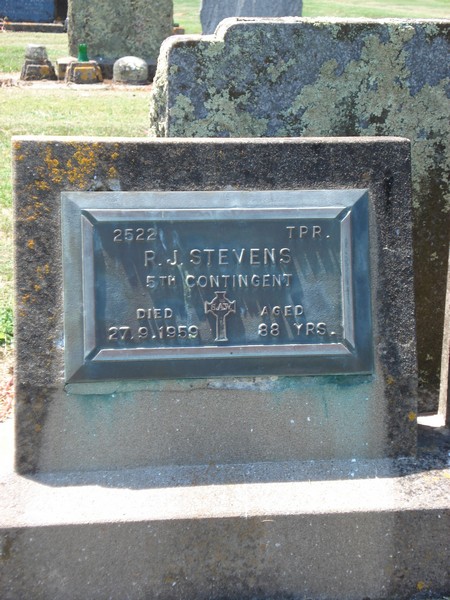 2522 TPR.
R. J. STEVENS
5TH CONTINGENT
DIED AGED
27.9.1959 88 YRS.